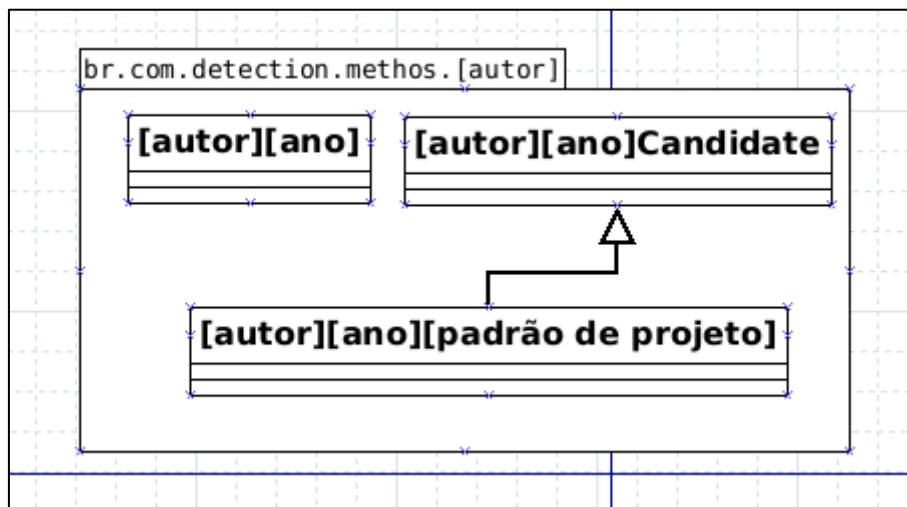 br.com.detection.methos.[autor]
[autor][ano]
[autor][ano]Candidate
[autor][ano][padrão de projeto]